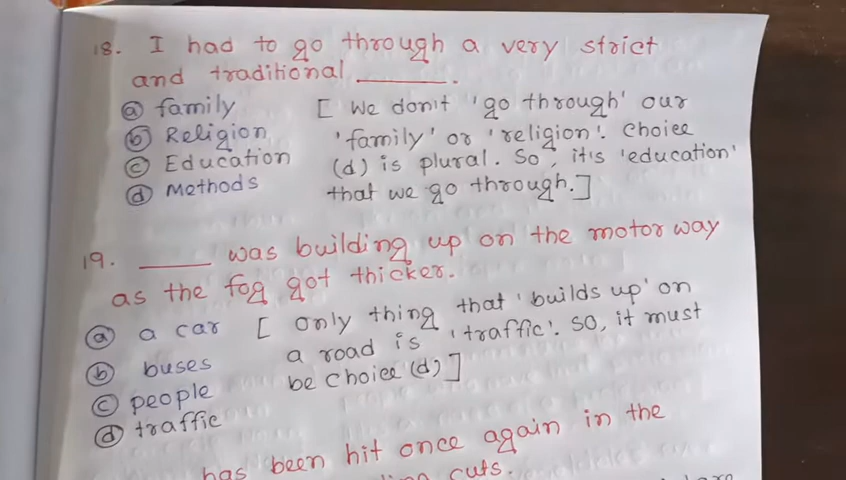 18. I had to go through a very strict
and traditional ______.
(a) family [ We don't 'go through' our
(b) Religion 'family' or 'religion'. Choice
(c) Education (d) is plural. So, it's 'education'
(d) Methods that we go through.]
19. ______ was building up on the motorway
as the fog got thicker.
(a) a car [ only thing that 'builds up' on
(b) buses a road is 'traffic'. So, it must
(c) people be choice (d) ]
(d) traffic
has been hit once again in the
cuts.